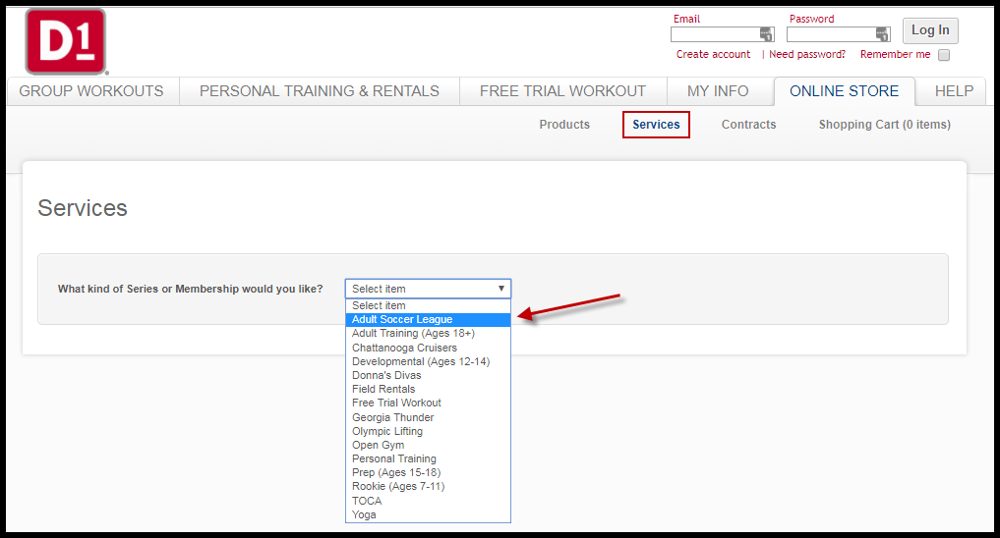 D1
Email Password
Log In
Create account | Need password? Remember me
GROUP WORKOUTS PERSONAL TRAINING & RENTALS FREE TRIAL WORKOUT MY INFO ONLINE STORE HELP
Products Services Contracts Shopping Cart (0 items)
Services
What kind of Series or Membership would you like? Select item
Select item
Adult Soccer League
Adult Training (Ages 18+)
Chattanooga Cruisers
Developmental (Ages 12-14)
Donna's Divas
Field Rentals
Free Trial Workout
Georgia Thunder
Olympic Lifting
Open Gym
Personal Training
Prep (Ages 15-18)
Rookie (Ages 7-11)
TOCA
Yoga